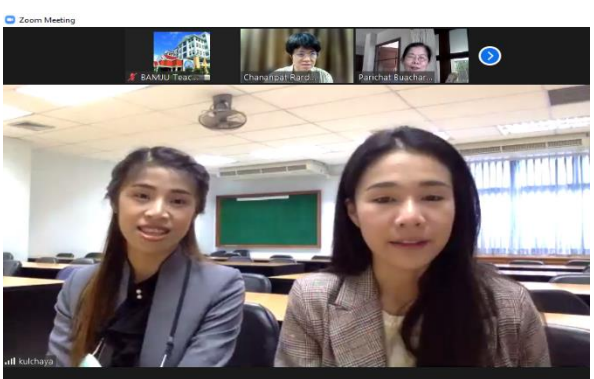 Zoom Meeting
BAMJU-Teac...
Chananpat Rard...
Parichat Buachar...
kulchaya